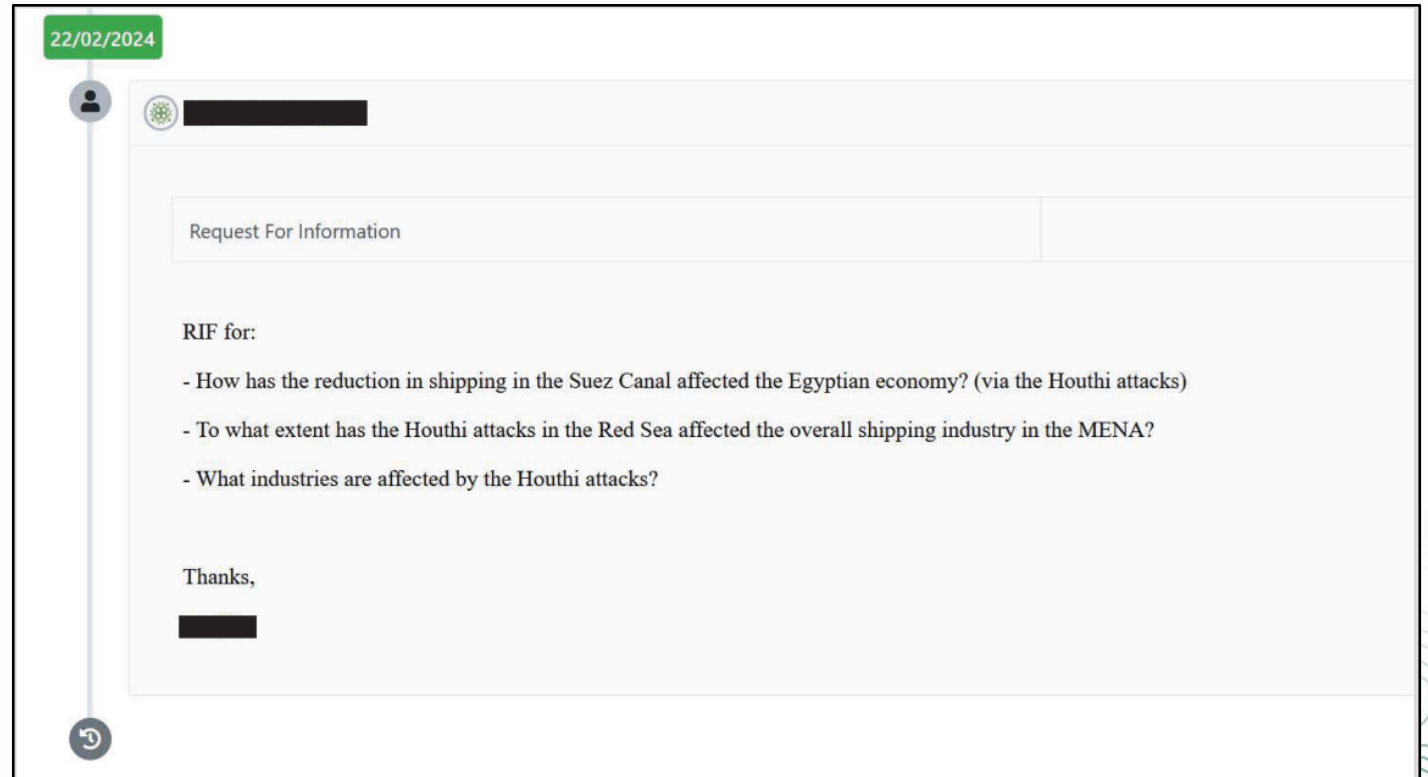 22/02/2024
Request For Information
RIF for:
- How has the reduction in shipping in the Suez Canal affected the Egyptian economy? (via the Houthi attacks)
- To what extent has the Houthi attacks in the Red Sea affected the overall shipping industry in the MENA?
- What industries are affected by the Houthi attacks?
Thanks,